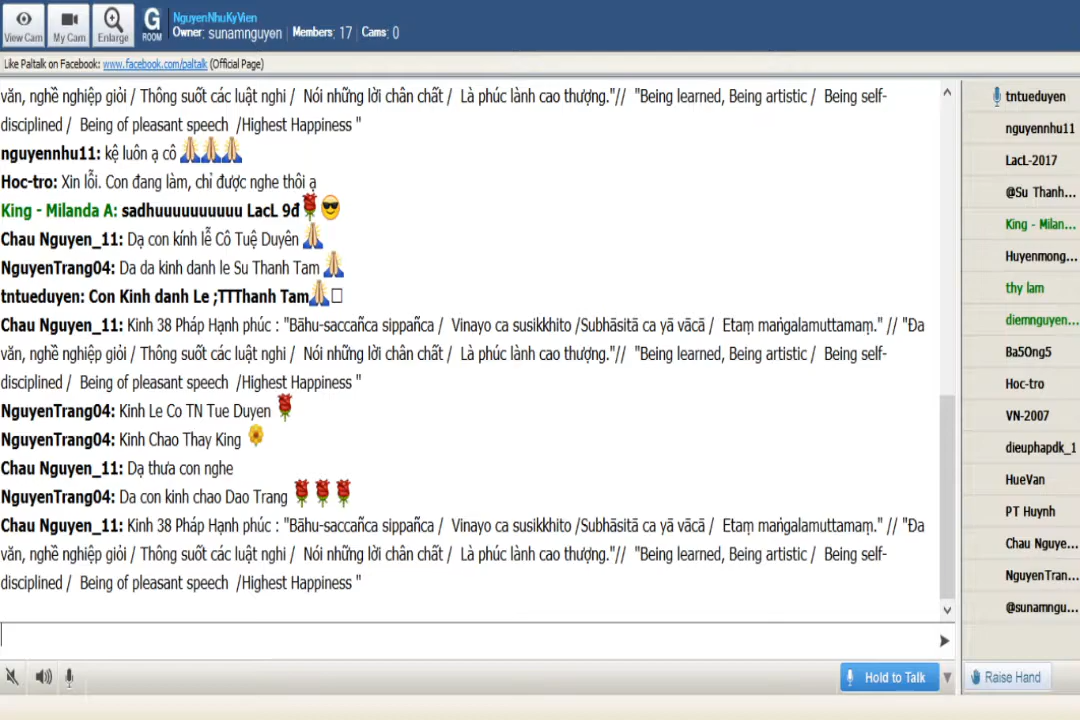 View Cam
My Cam
Enlarge
G
ROOM
NguyenNhuKyVien
Owner: sunamnguyen | Members: 17 | Cams: 0
Like Paltalk on Facebook: www.facebook.com/paltalk (Official Page)
văn, nghề nghiệp giỏi / Thông suốt các luật nghi / Nói những lời chân chất / Là phúc lành cao thượng."// "Being learned, Being artistic / Being self-
disciplined / Being of pleasant speech /Highest Happiness "
nguyennhu11: kệ luôn ạ cô
Hoc-tro: Xin lỗi. Con đang làm, chỉ được nghe thôi ạ
King - Milanda A: sadhuuuuuuuuuu LacL 9đ
Chau Nguyen_11: Dạ con kính lễ Cô Tuệ Duyên
NguyenTrang04: Da da kinh danh le Su Thanh Tam
tntueduyen: Con Kinh danh Le ;TTThanh Tam
Chau Nguyen_11: Kinh 38 Pháp Hạnh phúc : "Bāhu-saccañca sippañca / Vinayo ca susikkhito /Subhāsitā ca yā vācā / Etaṃ maṅgalamuttamaṃ." // "Đa
văn, nghề nghiệp giỏi / Thông suốt các luật nghi / Nói những lời chân chất / Là phúc lành cao thượng."// "Being learned, Being artistic / Being self-
disciplined / Being of pleasant speech /Highest Happiness "
NguyenTrang04: Kinh Le Co TN Tue Duyen
NguyenTrang04: Kinh Chao Thay King
Chau Nguyen_11: Dạ thưa con nghe
NguyenTrang04: Da con kinh chao Dao Trang
Chau Nguyen_11: Kinh 38 Pháp Hạnh phúc : "Bāhu-saccañca sippañca / Vinayo ca susikkhito /Subhāsitā ca yā vācā / Etaṃ maṅgalamuttamaṃ." // "Đa
văn, nghề nghiệp giỏi / Thông suốt các luật nghi / Nói những lời chân chất / Là phúc lành cao thượng."// "Being learned, Being artistic / Being self-
disciplined / Being of pleasant speech /Highest Happiness "
tntueduyen
nguyennhu11
LacL-2017
@Su Thanh...
King - Milan...
Huyenmong...
thy lam
diemnguyen...
Ba5Ong5
Hoc-tro
VN-2007
dieuphapdk_1
HueVan
PT Huynh
Chau Nguye...
NguyenTran...
@sunamngu...
Hold to Talk
Raise Hand